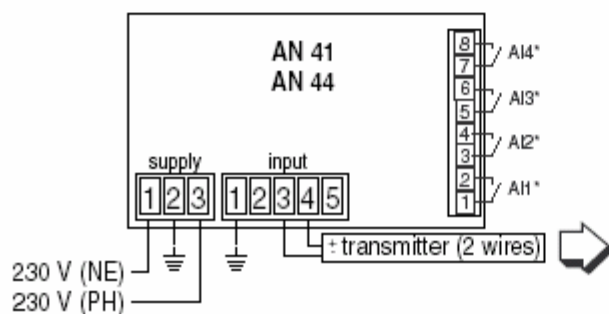 AN 41
AN 44
8
7
AI4*
6
5
AI3*
4
3
AI2*
2
1
AI1*
supply
input
1 2 3
1 2 3 4 5
± transmitter (2 wires)
230 V (NE)
230 V (PH)